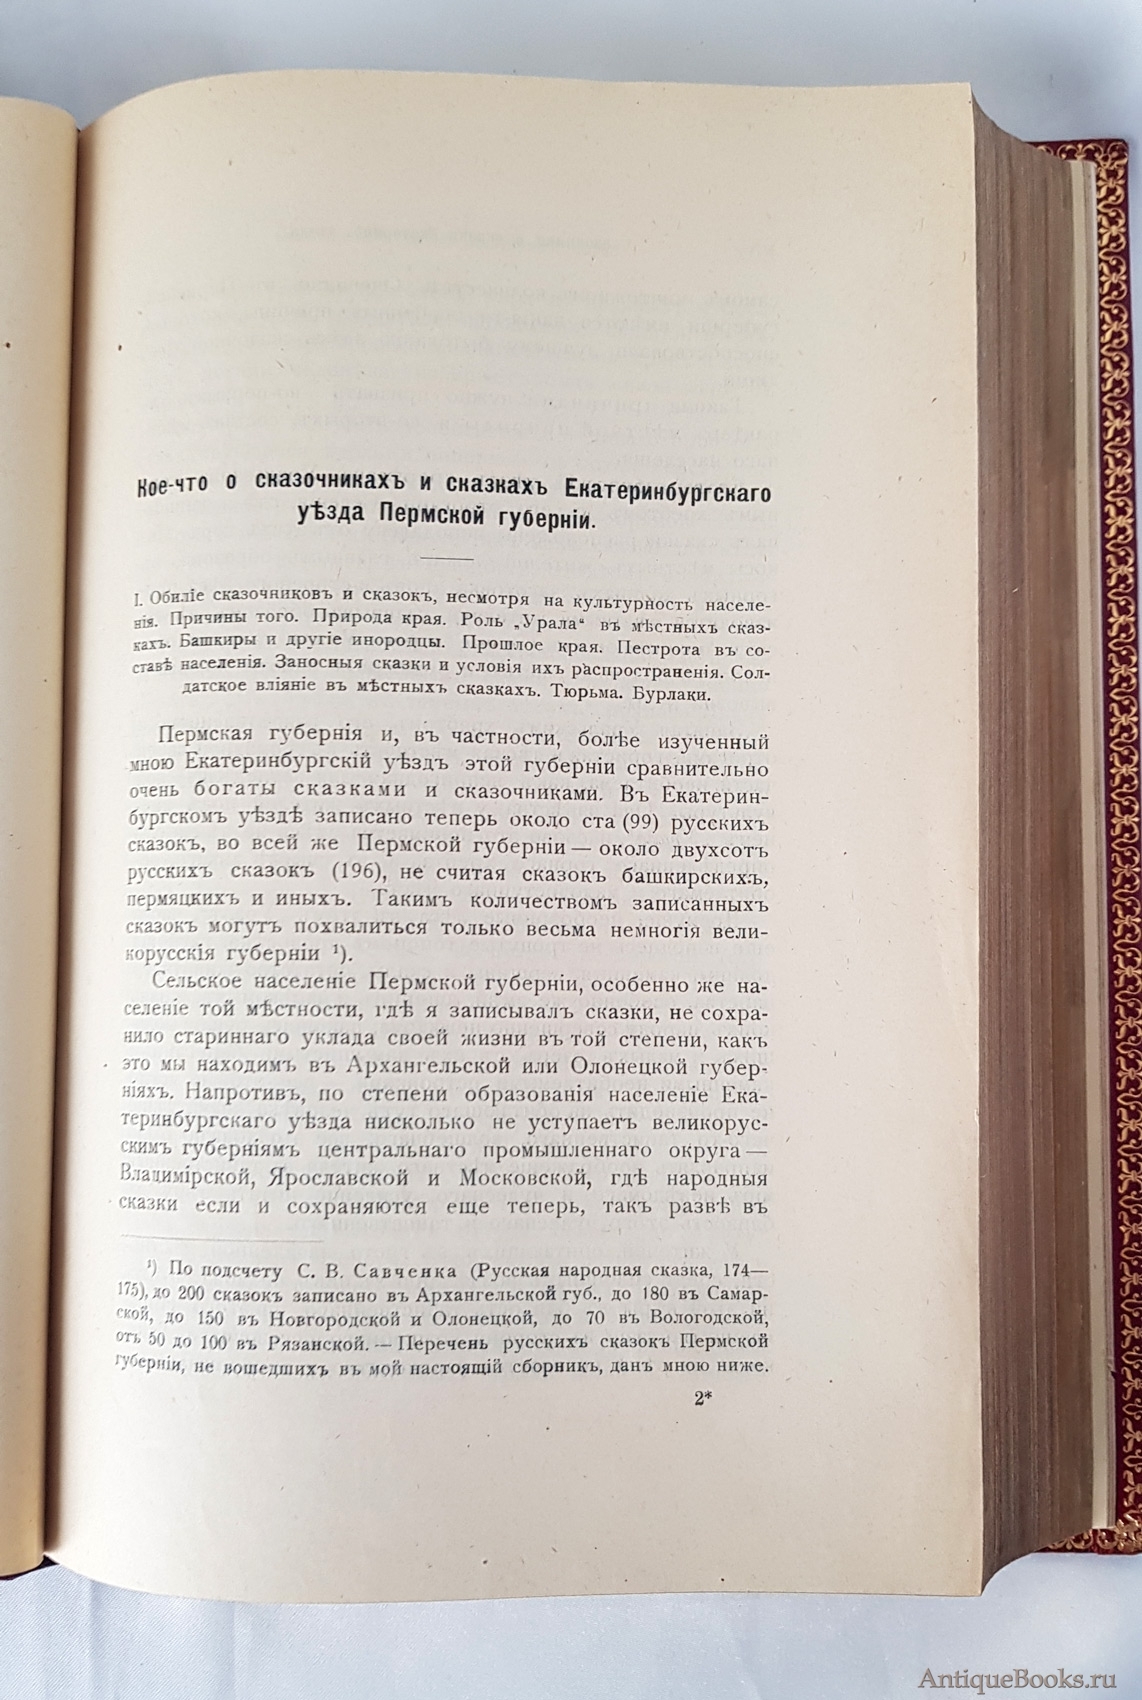 Кое-что о сказочникахъ и сказкахъ Екатеринбургскаго
уѣзда Пермской губерніи.
I. Обиліе сказочниковъ и сказокъ, несмотря на культурность населе-
нія. Причины того. Природа края. Роль „Урала“ въ мѣстныхъ сказ-
кахъ. Башкиры и другіе инородцы. Прошлое края. Пестрота въ со-
ставѣ населенія. Заносныя сказки и условія ихъ распространенія. Сол-
датское вліяніе въ мѣстныхъ сказкахъ. Тюрьма. Бурлаки.
Пермская губернія и, въ частности, болѣе изученный
мною Екатеринбургскій уѣздъ этой губерніи сравнительно
очень богаты сказками и сказочниками. Въ Екатерин-
бургскомъ уѣздѣ записано теперь около ста (99) русскихъ
сказокъ, во всей же Пермской губерніи — около двухсотъ
русскихъ сказокъ (196), не считая сказокъ башкирскихъ,
пермяцкихъ и иныхъ. Такимъ количествомъ записанныхъ
сказокъ могутъ похвалиться только весьма немногія вели-
корусскія губерніи ¹).
Сельское населеніе Пермской губерніи, особенно же на-
селеніе той мѣстности, гдѣ я записывалъ сказки, не сохра-
нило стариннаго уклада своей жизни въ той степени, какъ
это мы находимъ въ Архангельской или Олонецкой губер-
ніяхъ. Напротивъ, по степени образованія населеніе Ека-
теринбургскаго уѣзда нисколько не уступаетъ великорус-
скимъ губерніямъ центральнаго промышленнаго округа —
Владимірской, Ярославской и Московской, гдѣ народныя
сказки если и сохраняются еще теперь, такъ развѣ въ
¹) По подсчету С. В. Савченка (Русская народная сказка, 174—
175), до 200 сказокъ записано въ Архангельской губ., до 180 въ Самар-
ской, до 150 въ Новгородской и Олонецкой, до 70 въ Вологодской,
отъ 50 до 100 въ Рязанской. — Перечень русскихъ сказокъ Пермской
губерніи, не вошедшихъ въ мой настоящій сборникъ, данъ мною ниже.
2*
AntiqueBooks.ru